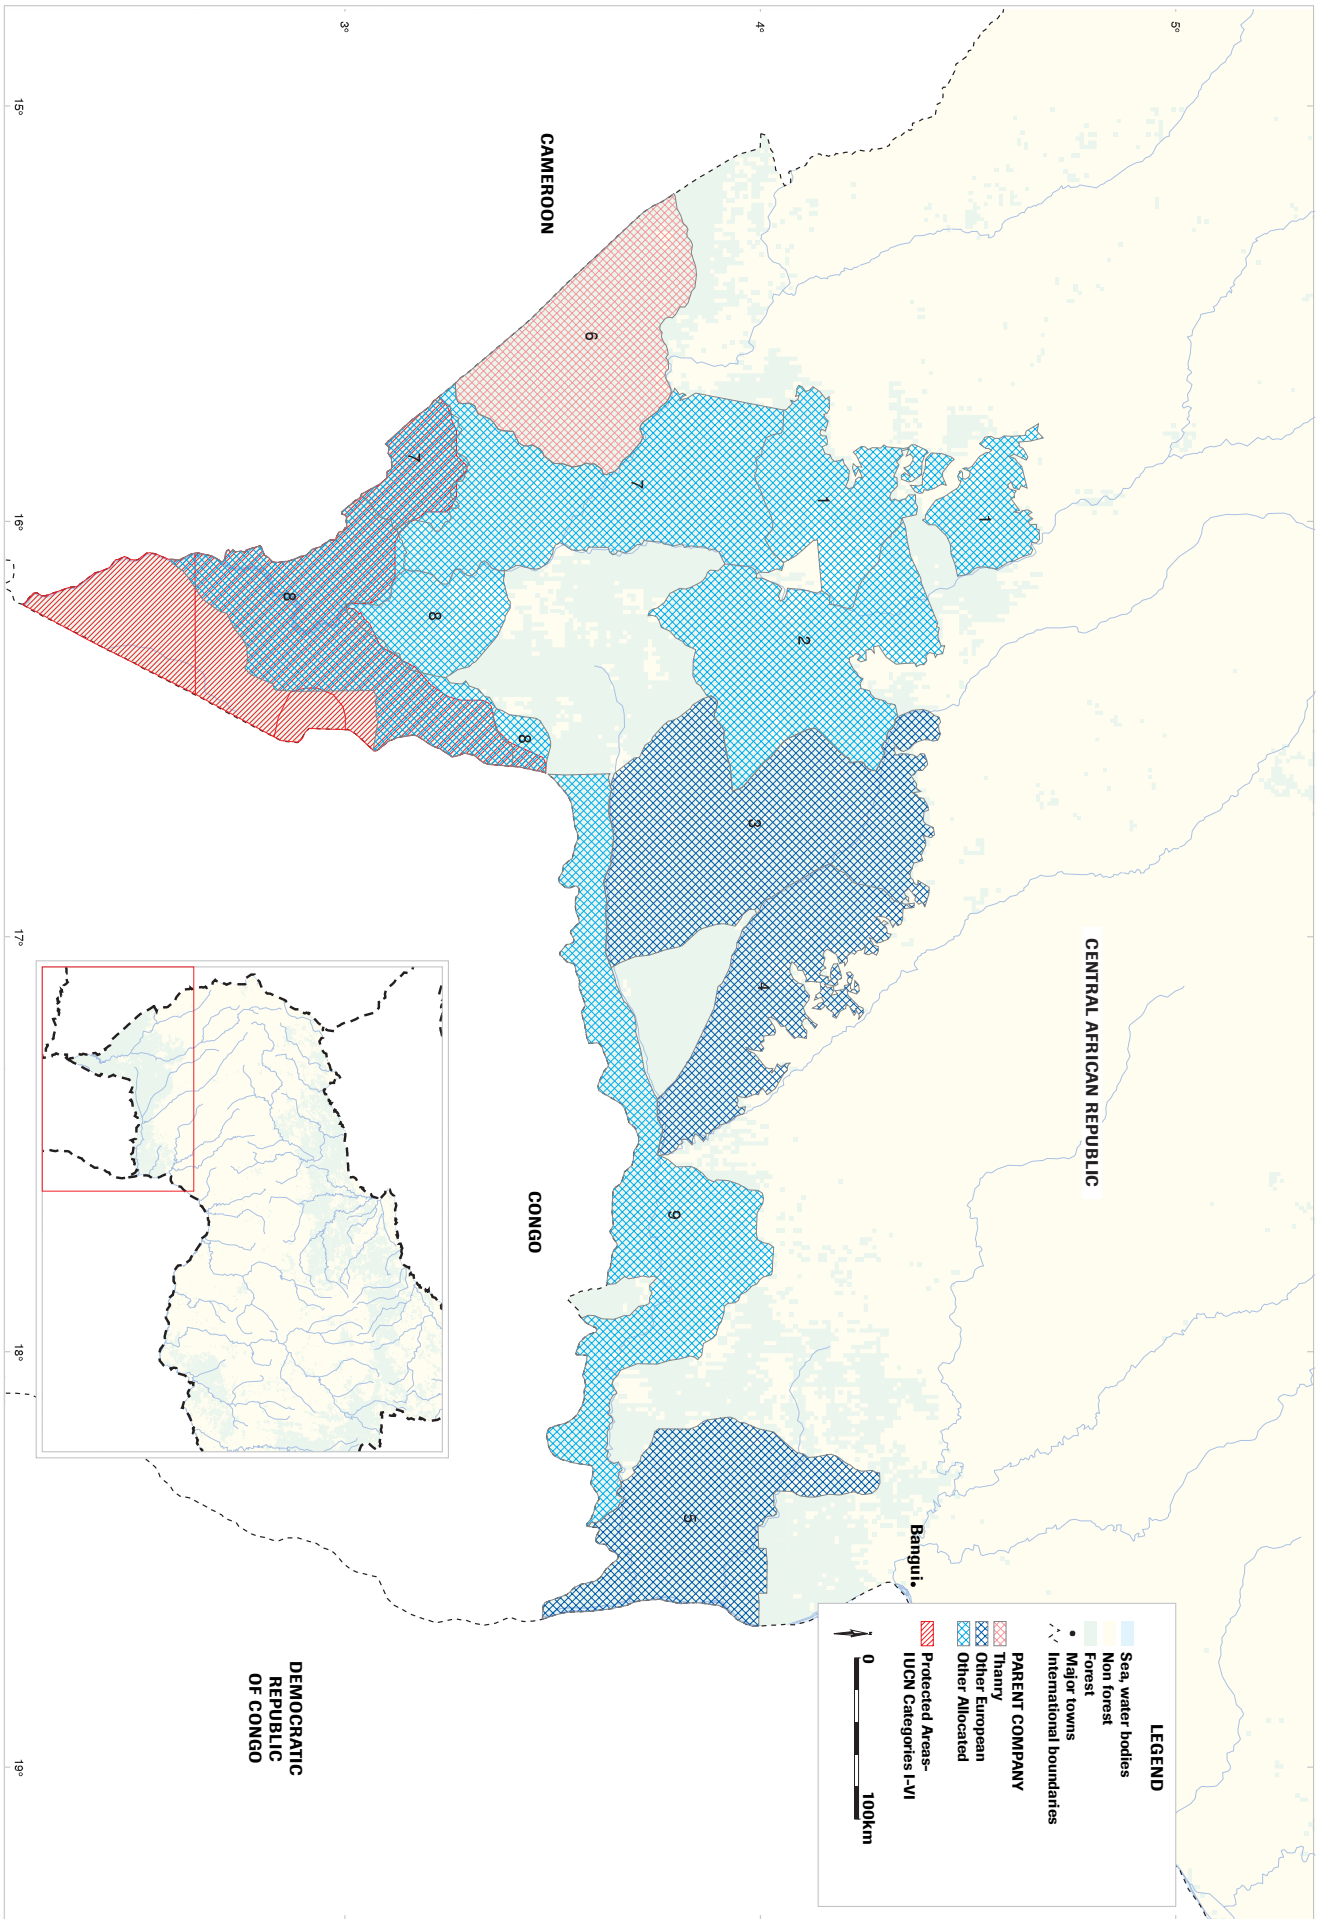 5°
4°
3°
15°
16°
17°
18°
19°
CAMEROON
CENTRAL AFRICAN REPUBLIC
CONGO
DEMOCRATIC
REPUBLIC
OF CONGO
Bangui
1
1
2
3
4
5
6
7
7
8
8
8
9
LEGEND
Sea, water bodies
Non forest
Forest
Major towns
International boundaries
PARENT COMPANY
Thanry
Other European
Other Allocated
Protected Areas-
IUCN Categories I-VI
0
100km